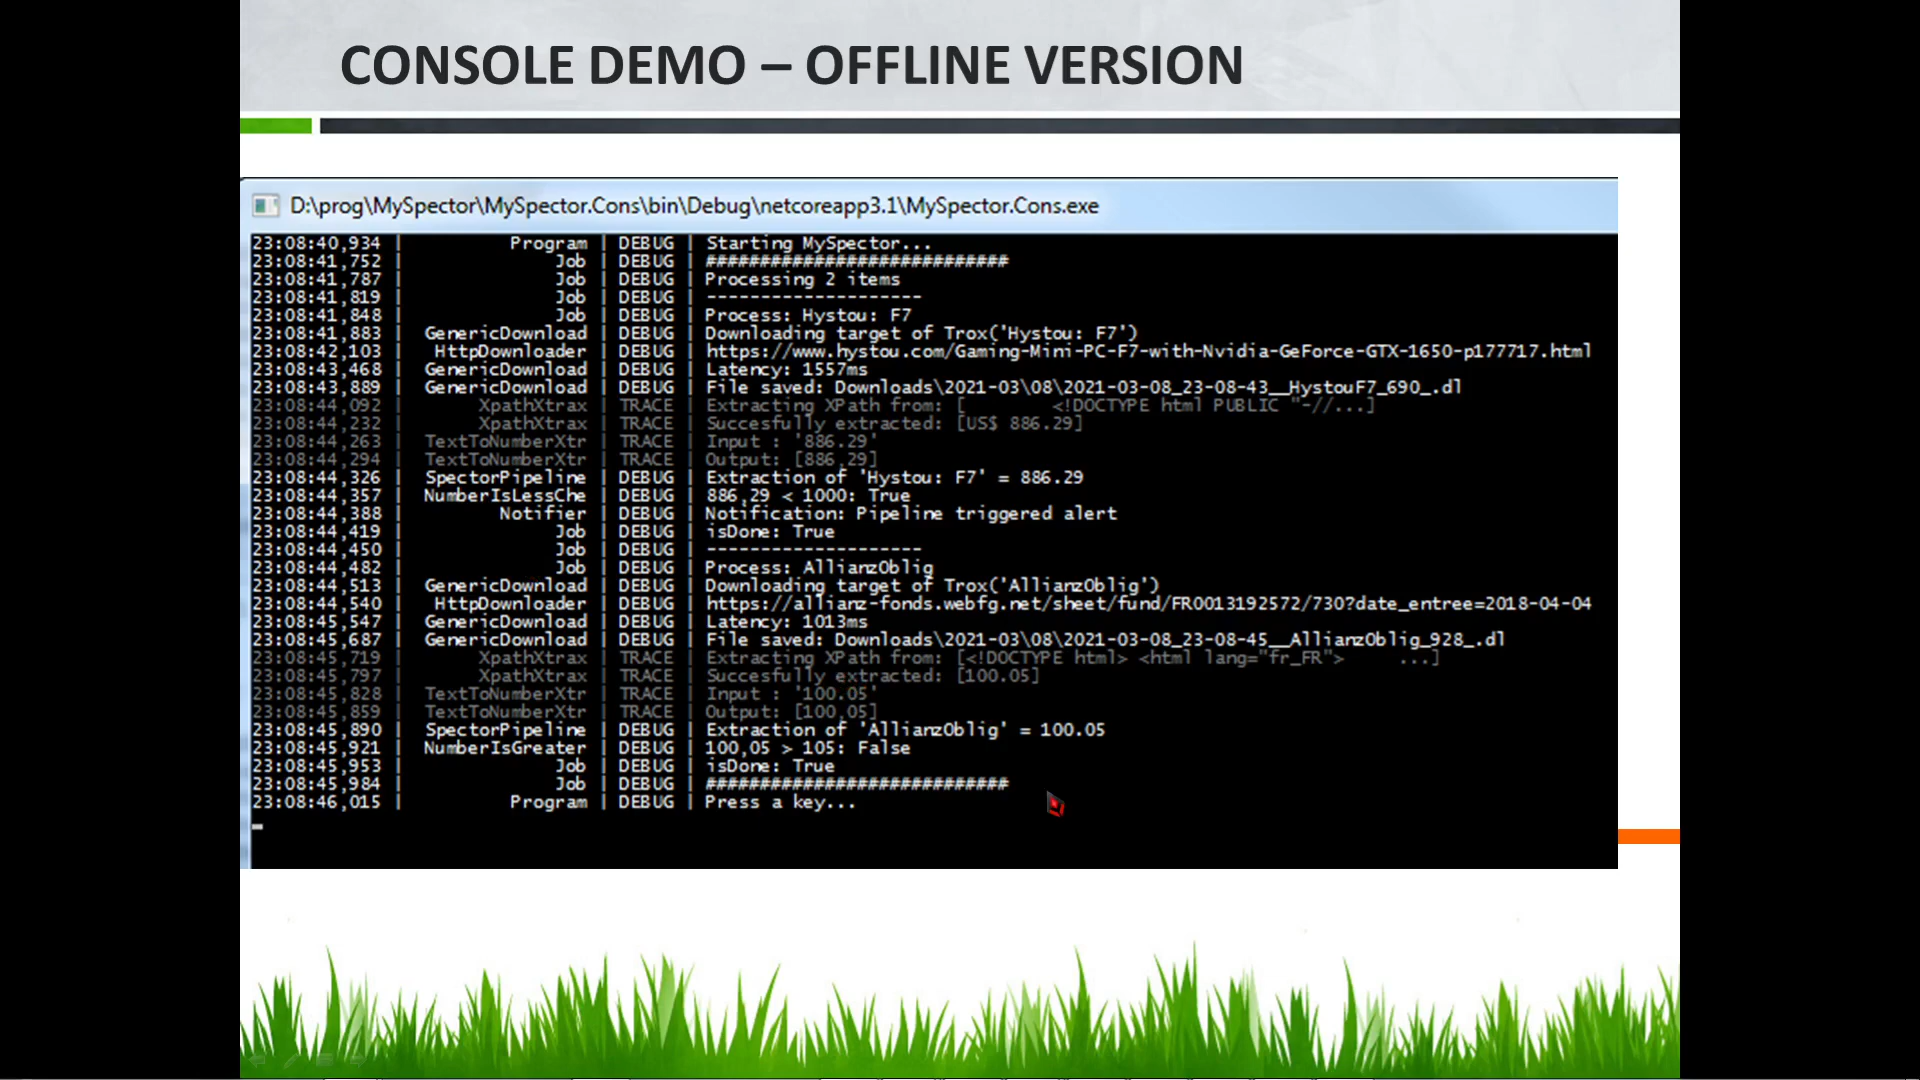 CONSOLE DEMO – OFFLINE VERSION
D:\prog\MySpector\MySpector.Cons\bin\Debug\netcoreapp3.1\MySpector.Cons.exe
23:08:40,934 | Program | DEBUG | Starting MySpector...
23:08:41,752 | Job | DEBUG | ############################
23:08:41,787 | Job | DEBUG | Processing 2 items
23:08:41,819 | Job | DEBUG | --------------------
23:08:41,848 | Job | DEBUG | Process: Hystou: F7
23:08:41,883 | GenericDownload | DEBUG | Downloading target of Trox('Hystou: F7')
23:08:42,103 | HttpDownloader | DEBUG | https://www.hystou.com/Gaming-Mini-PC-F7-with-Nvidia-GeForce-GTX-1650-p177717.html
23:08:43,468 | GenericDownload | DEBUG | Latency: 1557ms
23:08:43,889 | GenericDownload | DEBUG | File saved: Downloads\2021-03\08\2021-03-08_23-08-43__HystouF7_690_.dl
23:08:44,092 | XpathXtrax | TRACE | Extracting XPath from: [ <!DOCTYPE html PUBLIC "-//...]
23:08:44,232 | XpathXtrax | TRACE | Succesfully extracted: [US$ 886.29]
23:08:44,263 | TextToNumberXtr | TRACE | Input : '886.29'
23:08:44,294 | TextToNumberXtr | TRACE | Output: [886,29]
23:08:44,326 | SpectorPipeline | DEBUG | Extraction of 'Hystou: F7' = 886.29
23:08:44,357 | NumberIsLessChe | DEBUG | 886,29 < 1000: True
23:08:44,388 | Notifier | DEBUG | Notification: Pipeline triggered alert
23:08:44,419 | Job | DEBUG | isDone: True
23:08:44,450 | Job | DEBUG | --------------------
23:08:44,482 | Job | DEBUG | Process: AllianzOblig
23:08:44,513 | GenericDownload | DEBUG | Downloading target of Trox('AllianzOblig')
23:08:44,540 | HttpDownloader | DEBUG | https://allianz-fonds.webfg.net/sheet/fund/FR0013192572/730?date_entree=2018-04-04
23:08:45,547 | GenericDownload | DEBUG | Latency: 1013ms
23:08:45,687 | GenericDownload | DEBUG | File saved: Downloads\2021-03\08\2021-03-08_23-08-45__AllianzOblig_928_.dl
23:08:45,719 | XpathXtrax | TRACE | Extracting XPath from: [<!DOCTYPE html> <html lang="fr_FR"> ...]
23:08:45,797 | XpathXtrax | TRACE | Succesfully extracted: [100.05]
23:08:45,828 | TextToNumberXtr | TRACE | Input : '100.05'
23:08:45,859 | TextToNumberXtr | TRACE | Output: [100,05]
23:08:45,890 | SpectorPipeline | DEBUG | Extraction of 'AllianzOblig' = 100.05
23:08:45,921 | NumberIsGreater | DEBUG | 100,05 > 105: False
23:08:45,953 | Job | DEBUG | isDone: True
23:08:45,984 | Job | DEBUG | ############################
23:08:46,015 | Program | DEBUG | Press a key...